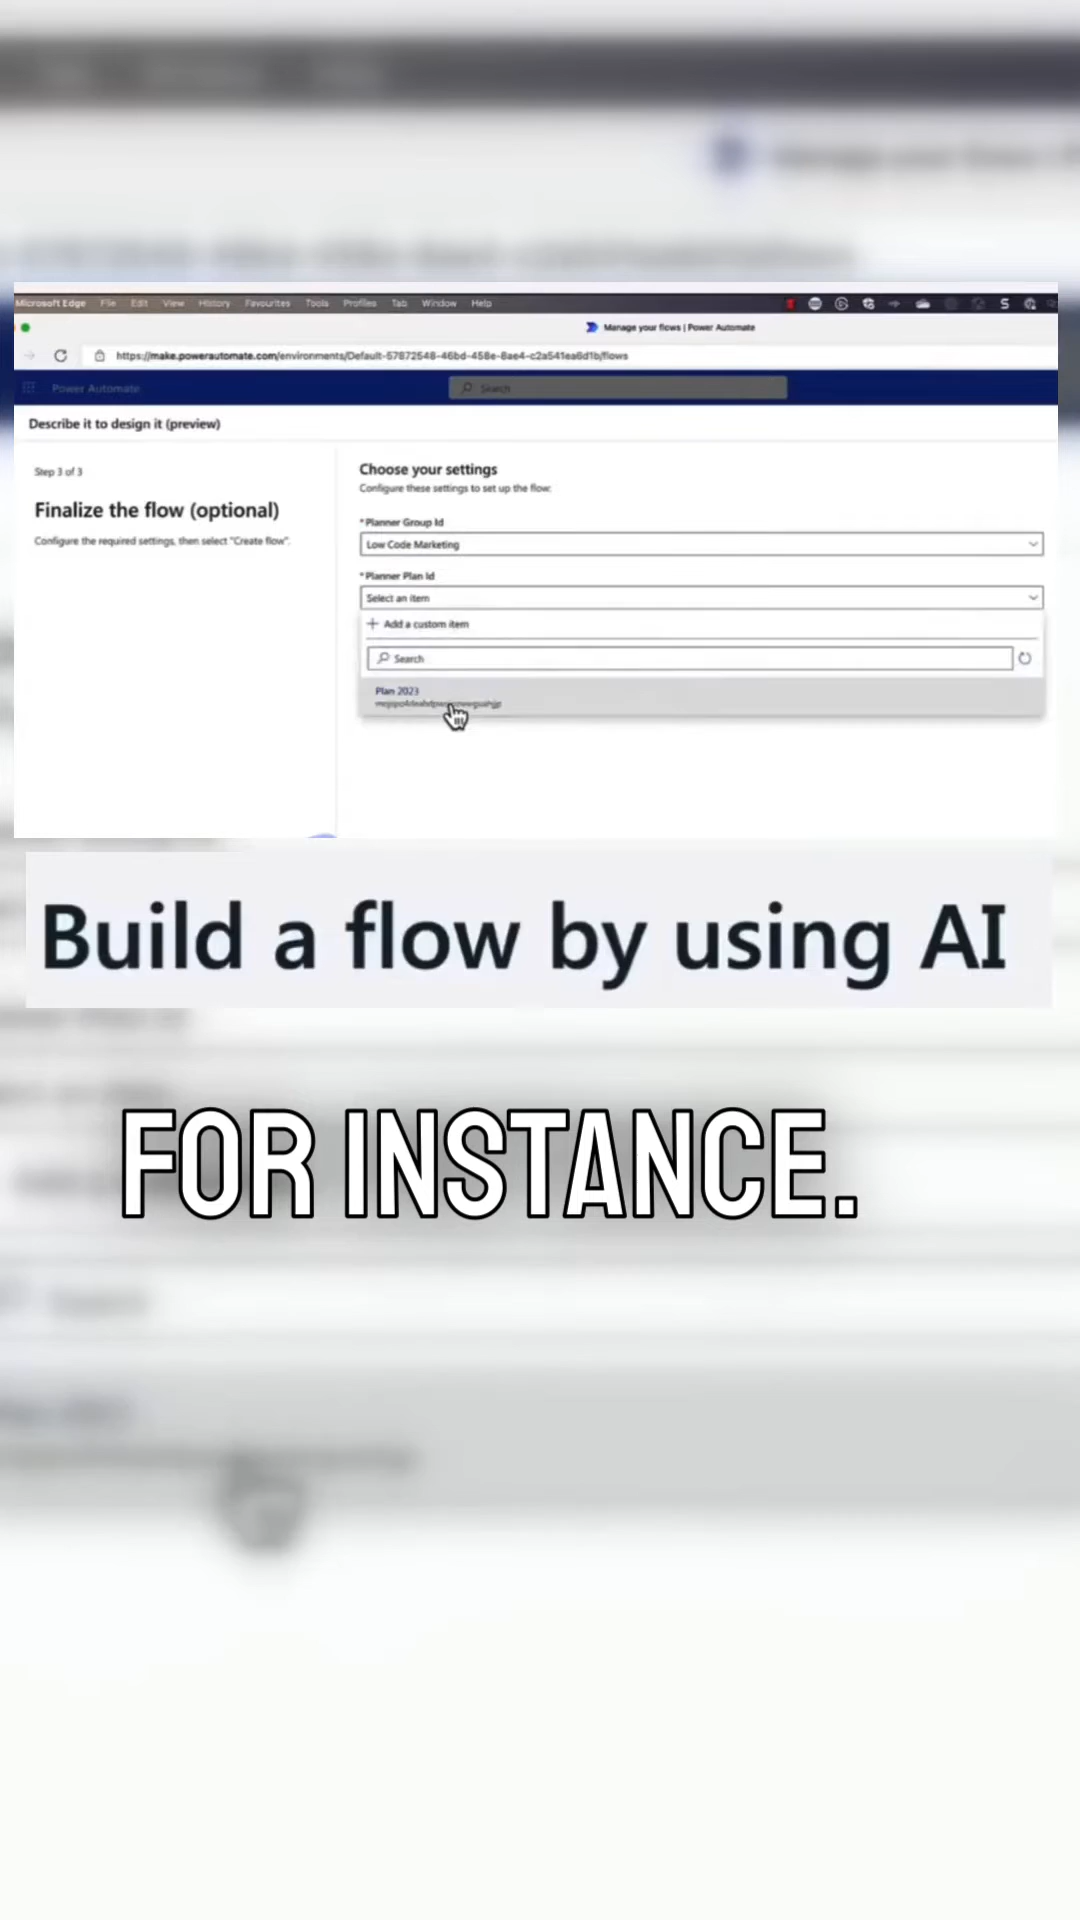 Microsoft Edge File Edit View History Favourites Tools Profiles Tab Window Help
Manage your flows | Power Automate
https://make.powerautomate.com/environments/Default-57872548-46bd-458e-8ae4-c2a541ea6d1b/flows
Power Automate
Search
Describe it to design it (preview)
Step 3 of 3
Finalize the flow (optional)
Configure the required settings, then select "Create flow".
Choose your settings
Configure these settings to set up the flow:
* Planner Group Id
Low Code Marketing
* Planner Plan Id
Select an item
+ Add a custom item
Search
Plan 2023
Build a flow by using AI
FOR INSTANCE.